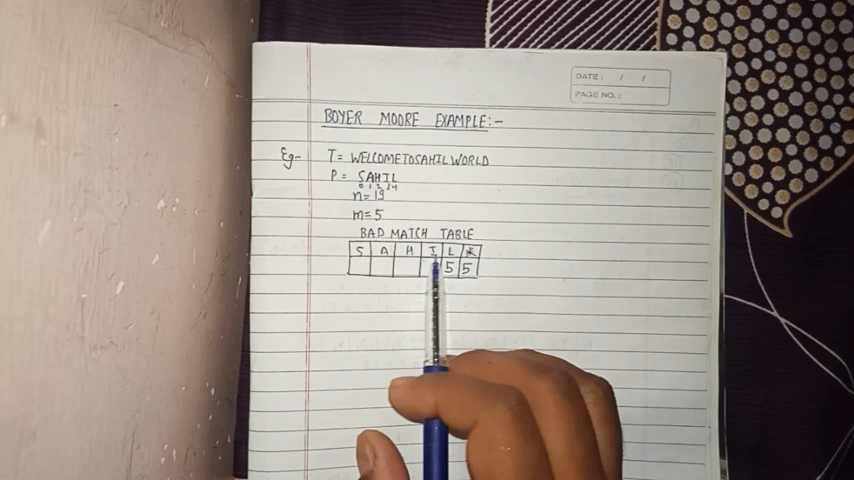 DATE: / /
PAGE NO.:
BOYER MOORE EXAMPLE:-
Eg- T= WELCOMETOSAHILWORLD
P= SAHIL
0 1 2 3 4
n=19
m=5
BAD MATCH TABLE
S A H I L *
5 5